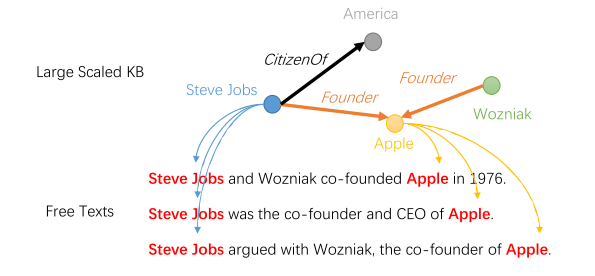 America
CitizenOf
Large Scaled KB
Founder
Steve Jobs
Founder
Wozniak
Apple
Steve Jobs and Wozniak co-founded Apple in 1976.
Free Texts
Steve Jobs was the co-founder and CEO of Apple.
Steve Jobs argued with Wozniak, the co-founder of Apple.